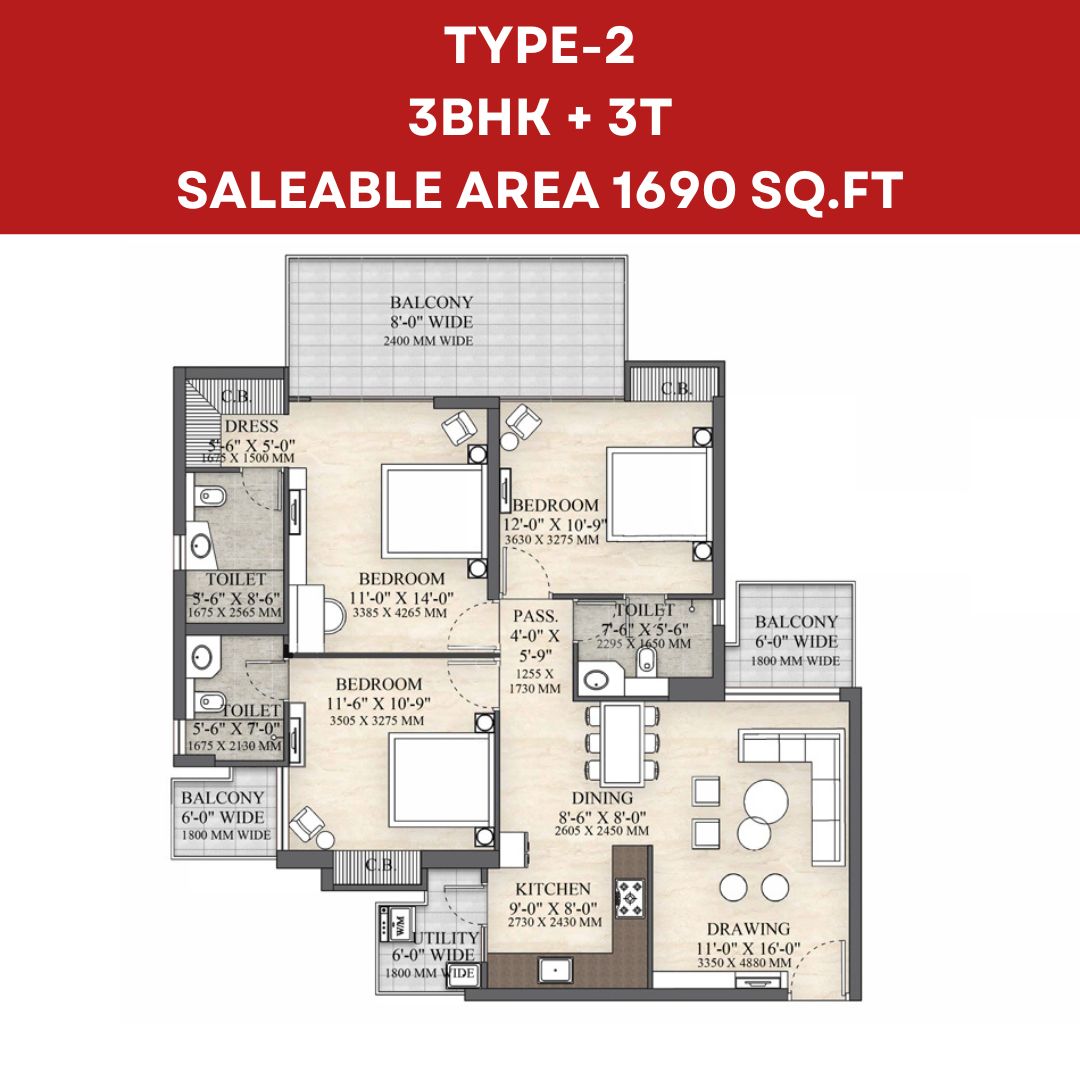 TYPE-2
3BHK + 3T
SALEABLE AREA 1690 SQ.FT
BALCONY
8'-0" WIDE
2400 MM WIDE
C.B.
DRESS
5'-6" X 5'-0"
1675 X 1500 MM
C.B.
BEDROOM
12'-0" X 10'-9"
3630 X 3275 MM
TOILET
5'-6" X 8'-6"
1675 X 2565 MM
BEDROOM
11'-0" X 14'-0"
3385 X 4265 MM
PASS.
4'-0" X
5'-9"
1255 X
1730 MM
TOILET
7'-6" X 5'-6"
2295 X 1650 MM
BALCONY
6'-0" WIDE
1800 MM WIDE
TOILET
5'-6" X 7'-0"
1675 X 2130 MM
BEDROOM
11'-6" X 10'-9"
3505 X 3275 MM
BALCONY
6'-0" WIDE
1800 MM WIDE
DINING
8'-6" X 8'-0"
2605 X 2450 MM
C.B.
KITCHEN
9'-0" X 8'-0"
2730 X 2430 MM
W/M
UTILITY
6'-0" WIDE
1800 MM WIDE
DRAWING
11'-0" X 16'-0"
3350 X 4880 MM